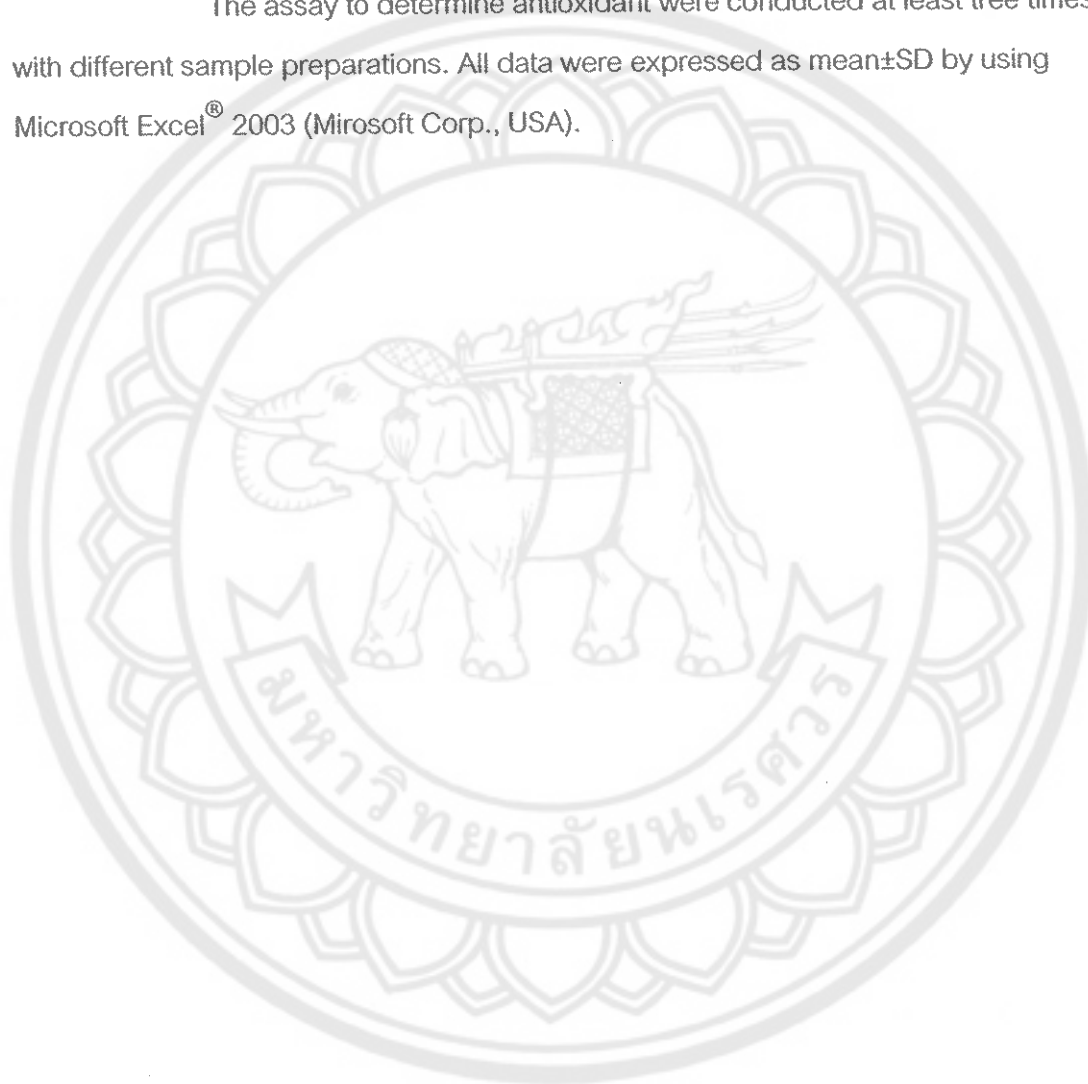 The assay to determine antioxidant were conducted at least tree times
with different sample preparations. All data were expressed as mean±SD by using
Microsoft Excel® 2003 (Mirosoft Corp., USA).
มหาวิทยาลัยนเรศวร